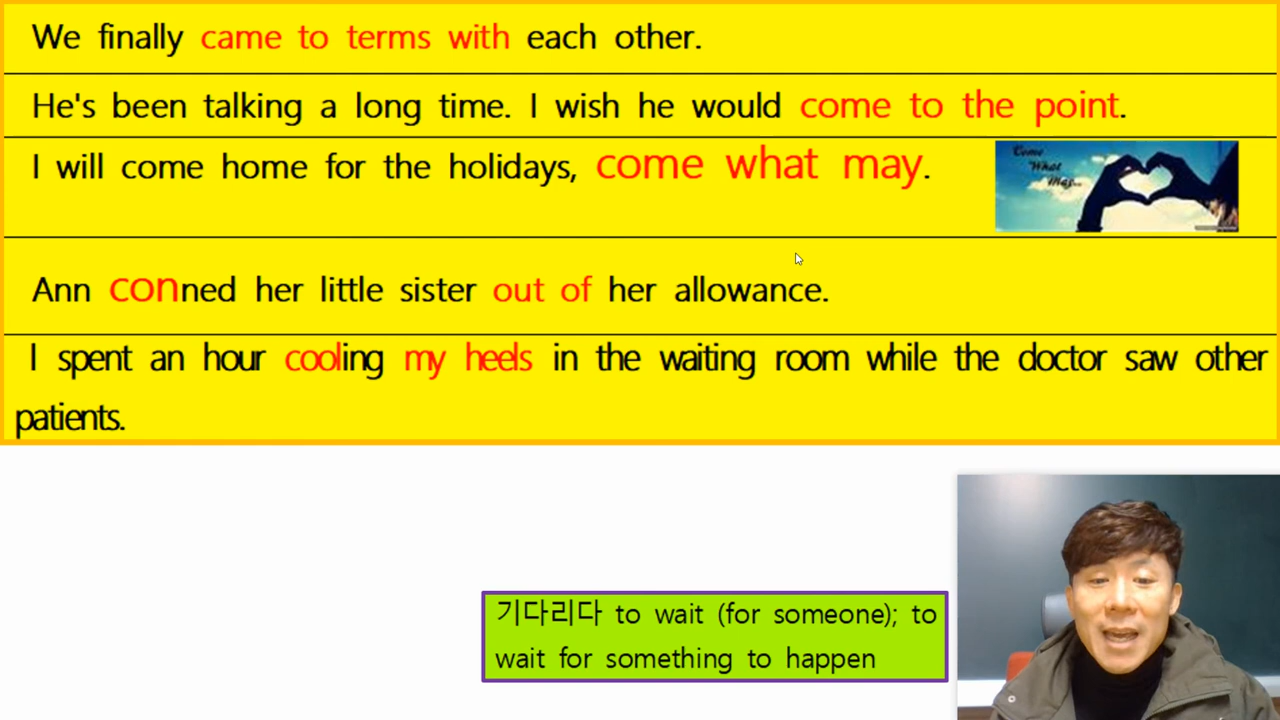 We finally came to terms with each other.
He's been talking a long time. I wish he would come to the point.
I will come home for the holidays, come what may.
Come
What
May...
Ann conned her little sister out of her allowance.
I spent an hour cooling my heels in the waiting room while the doctor saw other
patients.
기다리다 to wait (for someone); to
wait for something to happen